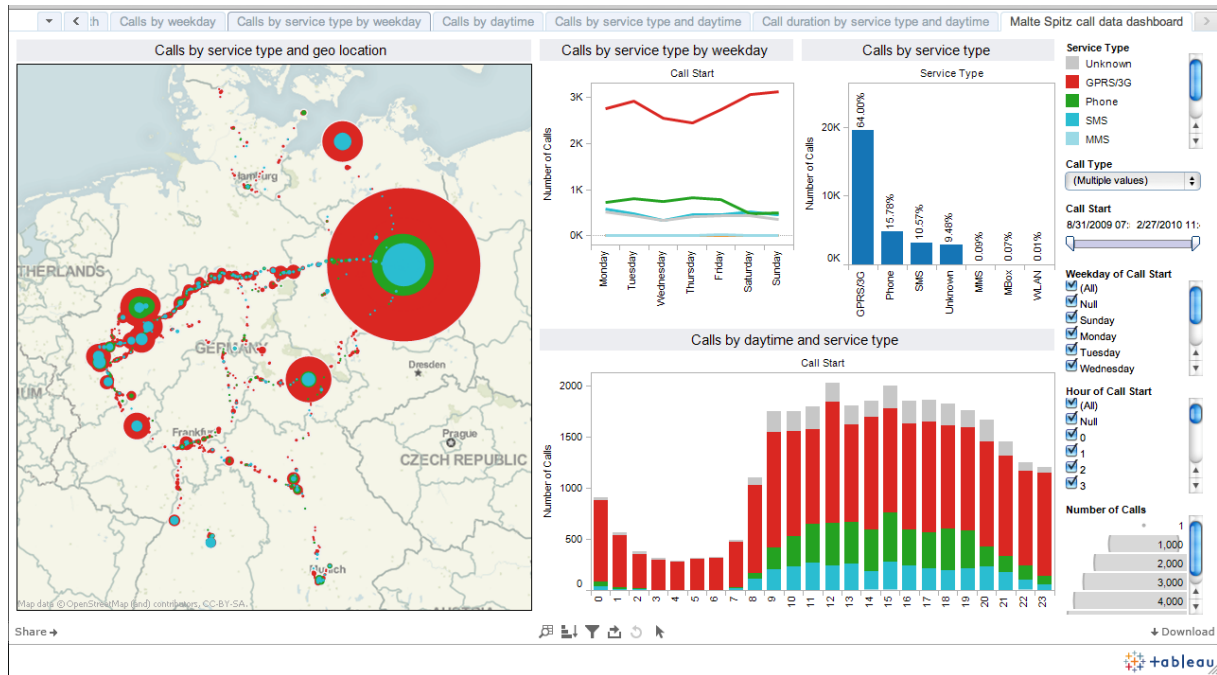 th
Calls by weekday
Calls by service type by weekday
Calls by daytime
Calls by service type and daytime
Call duration by service type and daytime
Malte Spitz call data dashboard
Calls by service type and geo location
Hamburg
THERLANDS
GERMANY
Dresden
UM
Frankfurt
Prague
CZECH REPUBLIC
Munich
Map data © OpenStreetMap (and) contributors, CC-BY-SA
Calls by service type by weekday
Call Start
Number of Calls
3K
2K
1K
0K
Monday
Tuesday
Wednesday
Thursday
Friday
Saturday
Sunday
Calls by service type
Service Type
Number of Calls
20K
10K
0K
64.00%
15.78%
10.57%
9.48%
0.09%
0.07%
0.01%
GPRS/3G
Phone
SMS
Unknown
MMS
MBox
WLAN
Calls by daytime and service type
Call Start
Number of Calls
2000
1500
1000
500
0
0 1 2 3 4 5 6 7 8 9 10 11 12 13 14 15 16 17 18 19 20 21 22 23
Service Type
Unknown
GPRS/3G
Phone
SMS
MMS
Call Type
(Multiple values)
Call Start
8/31/2009 07: 2/27/2010 11:
Weekday of Call Start
(All)
Null
Sunday
Monday
Tuesday
Wednesday
Hour of Call Start
(All)
Null
0
1
2
3
Number of Calls
1
1,000
2,000
3,000
4,000
Share
Download
+ableau